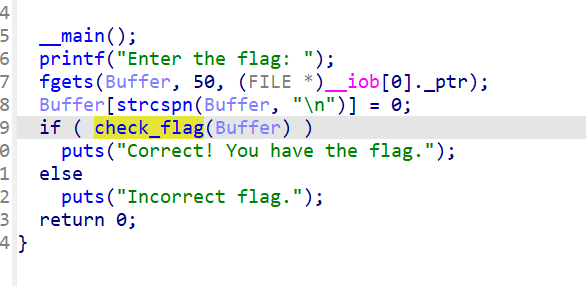 4
5 __main();
6 printf("Enter the flag: ");
7 fgets(Buffer, 50, (FILE *)__iob[0]._ptr);
8 Buffer[strcspn(Buffer, "\n")] = 0;
9 if ( check_flag(Buffer) )
0 puts("Correct! You have the flag.");
1 else
2 puts("Incorrect flag.");
3 return 0;
4 }